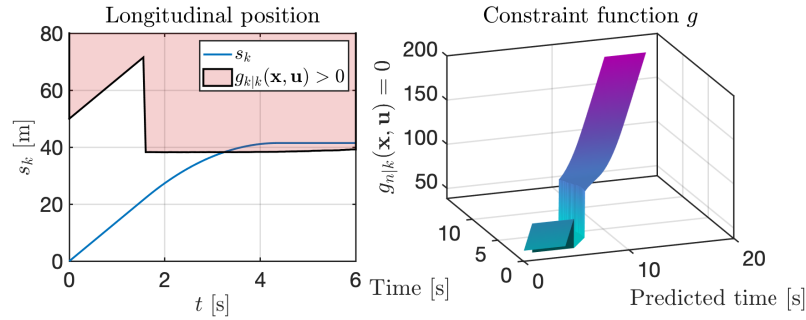 Longitudinal position
80
60
40
20
0
s_k [m]
s_k
g_{k|k}(x, u) > 0
0 2 4 6
t [s]
Constraint function g
200
150
100
50
g_{n|k}(x, u) = 0
10
5
0
Time [s]
0
10
20
Predicted time [s]